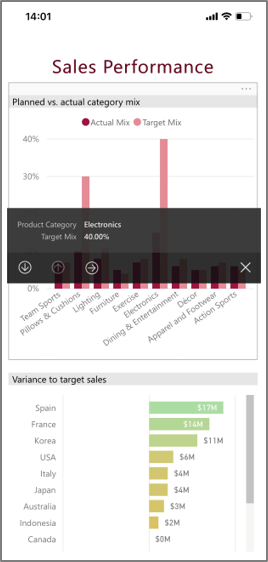 14:01
Sales Performance
...
Planned vs. actual category mix
Actual Mix Target Mix
40%
30%
Product Category Electronics
Target Mix 40.00%
0%
Team Sports
Pillows & Cushions
Lighting
Furniture
Exercise
Electronics
Dining & Entertainment
Décor
Apparel and Footwear
Action Sports
Variance to target sales
Spain $17M
France $14M
Korea $11M
USA $6M
Italy $4M
Japan $4M
Australia $3M
Indonesia $2M
Canada $0M